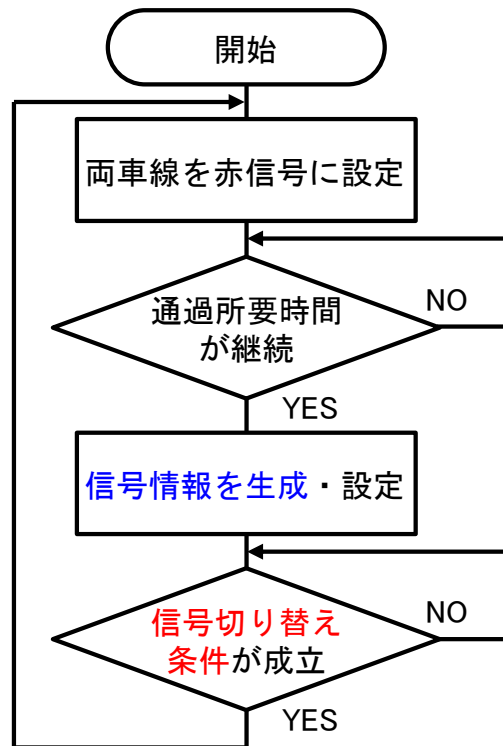 開始
両車線を赤信号に設定
通過所要時間
が継続
NO
YES
信号情報を生成・設定
信号切り替え
条件が成立
NO
YES